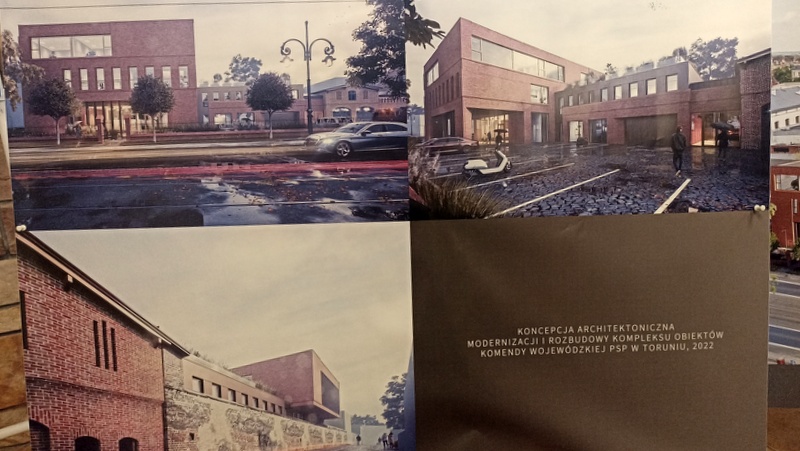 KONCEPCJA ARCHITEKTONICZNA
MODERNIZACJI I ROZBUDOWY KOMPLEKSU OBIEKTÓW
KOMENDY WOJEWÓDZKIEJ PSP W TORUNIU, 2022